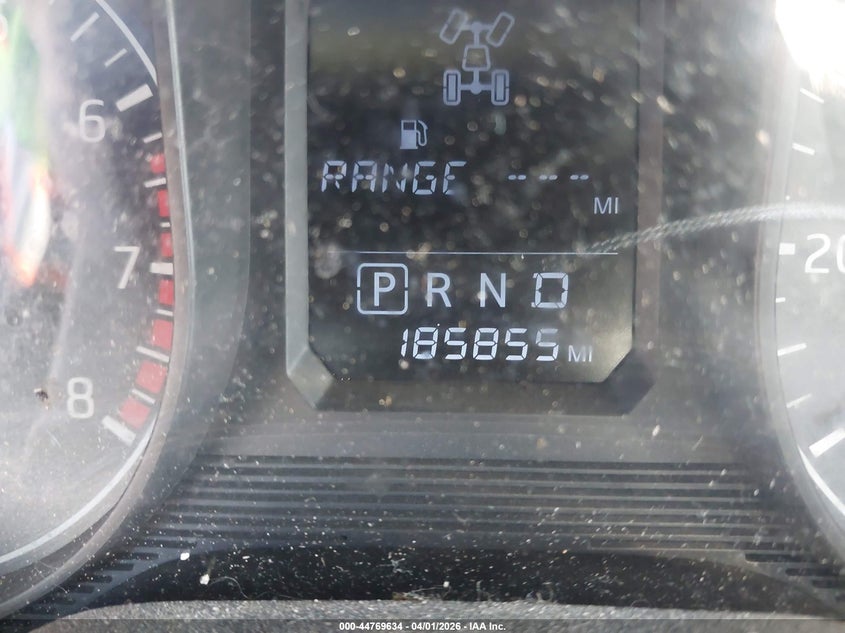 6
RANGE ---
MI
7
20
P R N D
185855 MI
8
000-44769634 - 04/01/2026 - IAA Inc.